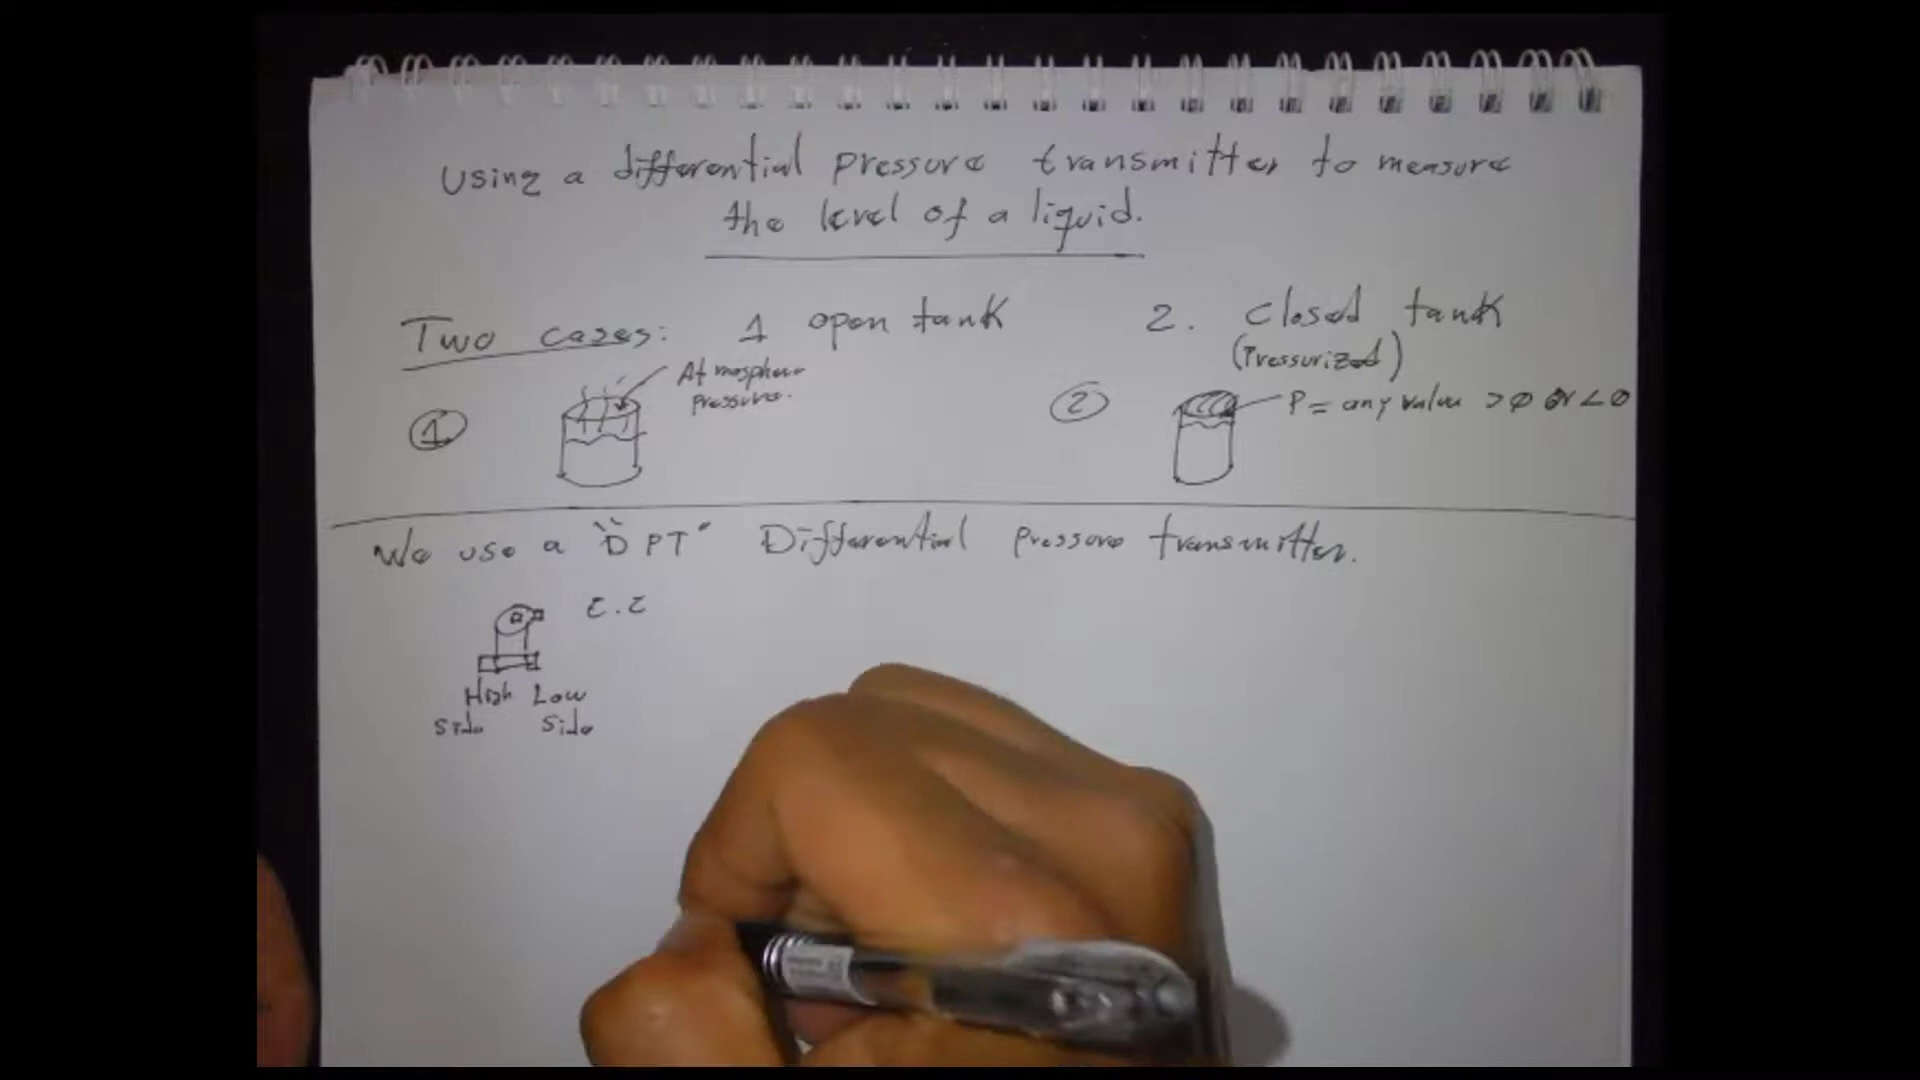 Using a differential pressure transmitter to measure
the level of a liquid.
Two cases: 1 open tank 2. closed tank
(Pressurized)
Atmosphere
Pressure.
① ② P = any value > 0 or < 0
We use a "DPT" Differential pressure transmitter.
High Low
Side Side